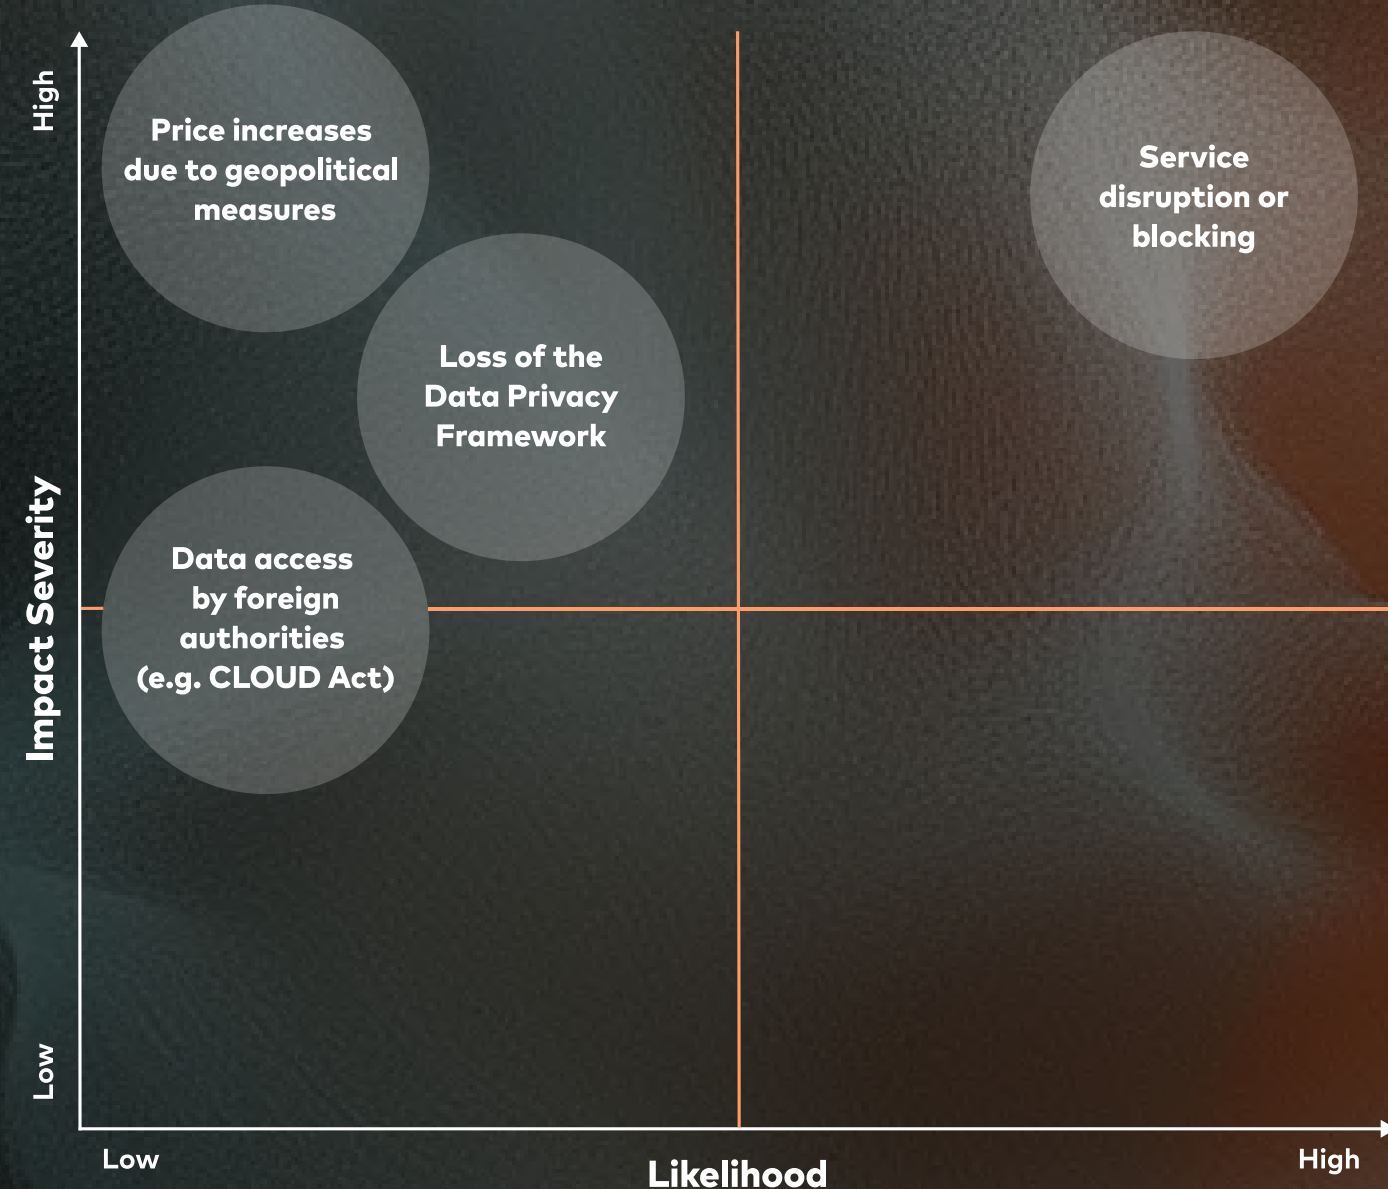 High
Price increases
due to geopolitical
measures
Service
disruption or
blocking
Loss of the
Data Privacy
Framework
Impact Severity
Data access
by foreign
authorities
(e.g. CLOUD Act)
Low
Low
Likelihood
High